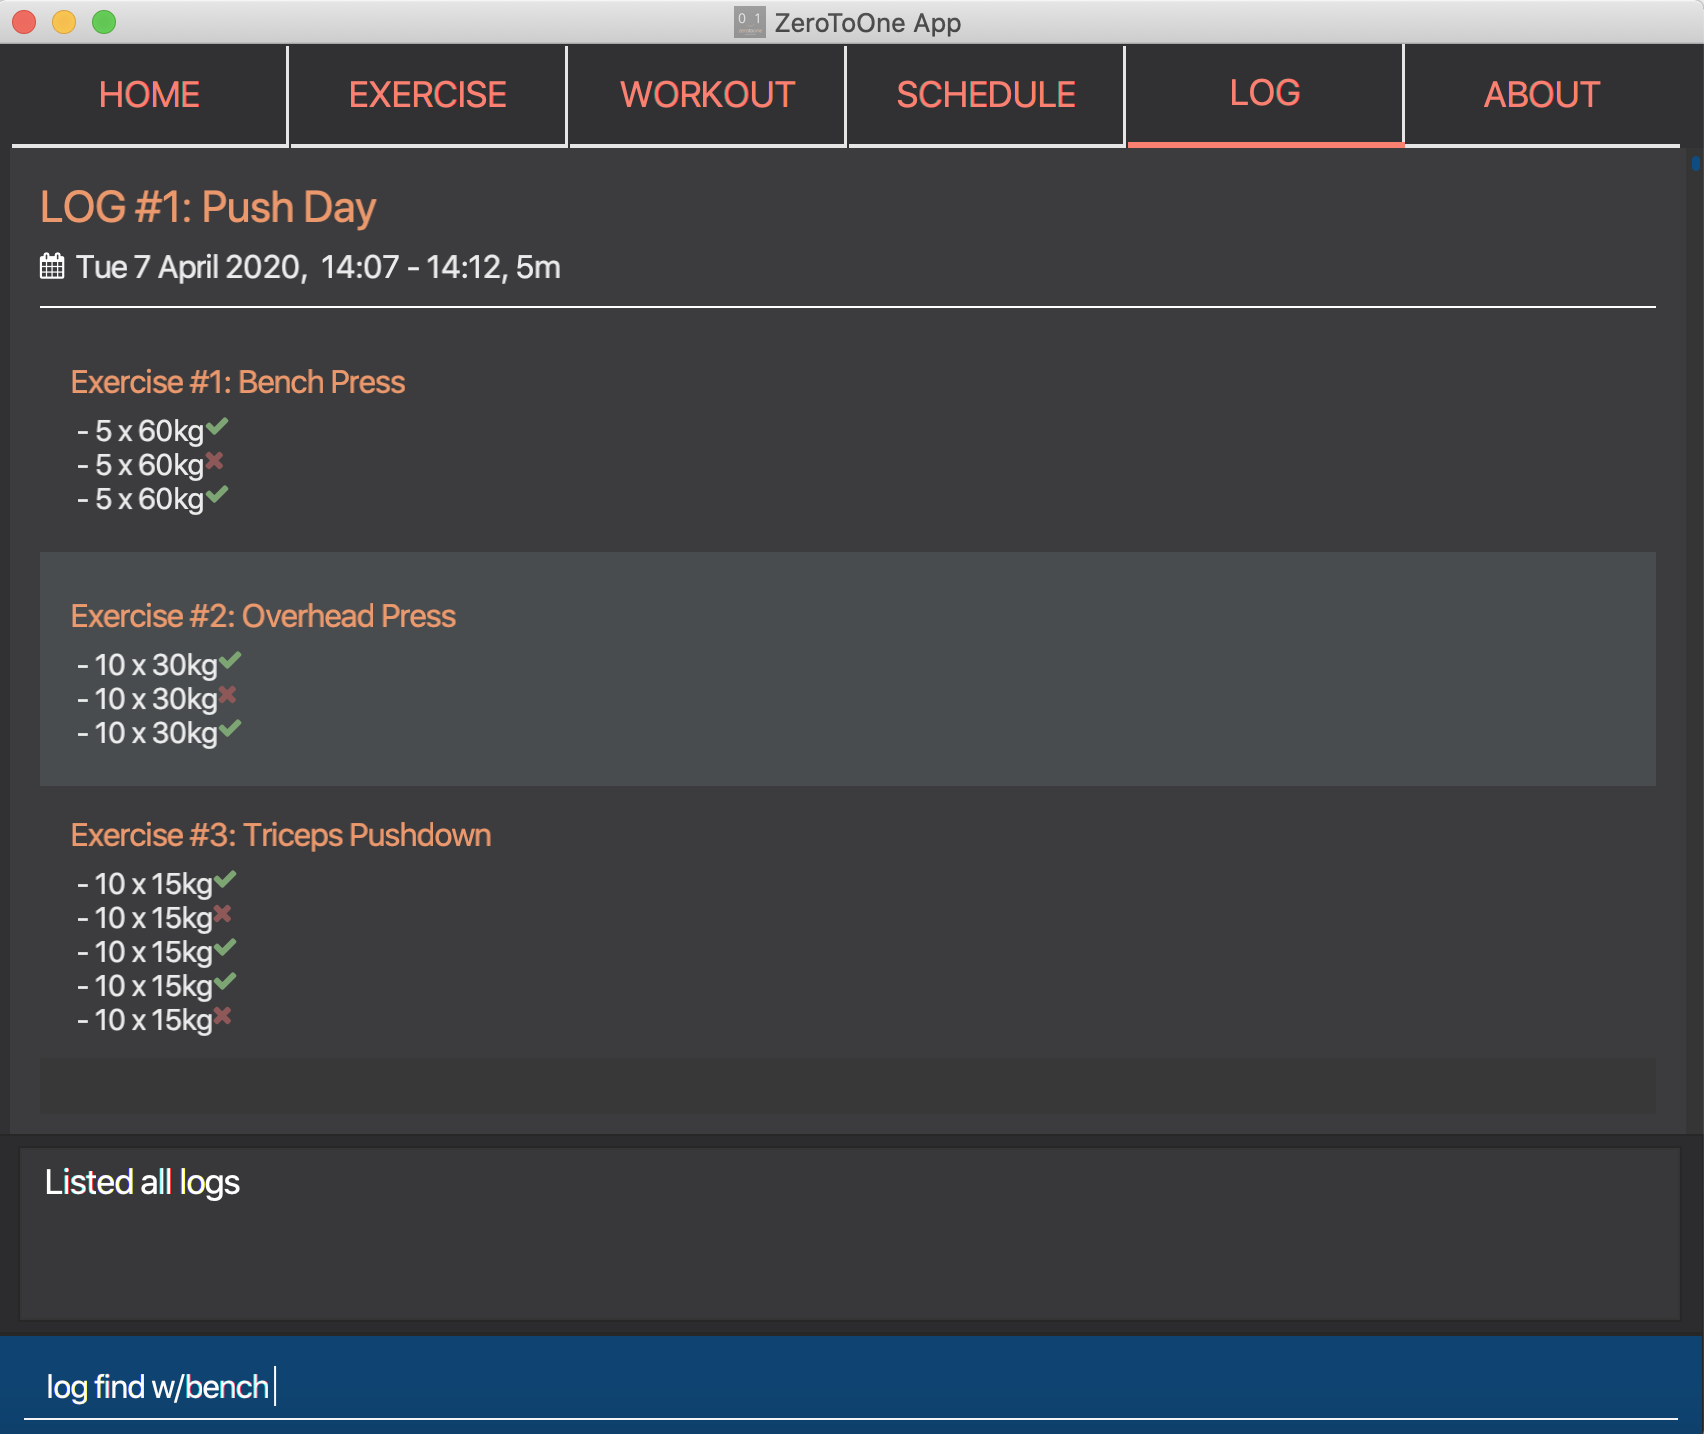 0 1 ZeroToOne App
HOME EXERCISE WORKOUT SCHEDULE LOG ABOUT
LOG #1: Push Day
Tue 7 April 2020, 14:07 - 14:12, 5m
Exercise #1: Bench Press
- 5 x 60kg
- 5 x 60kg
- 5 x 60kg
Exercise #2: Overhead Press
- 10 x 30kg
- 10 x 30kg
- 10 x 30kg
Exercise #3: Triceps Pushdown
- 10 x 15kg
- 10 x 15kg
- 10 x 15kg
- 10 x 15kg
- 10 x 15kg
Listed all logs
log find w/bench